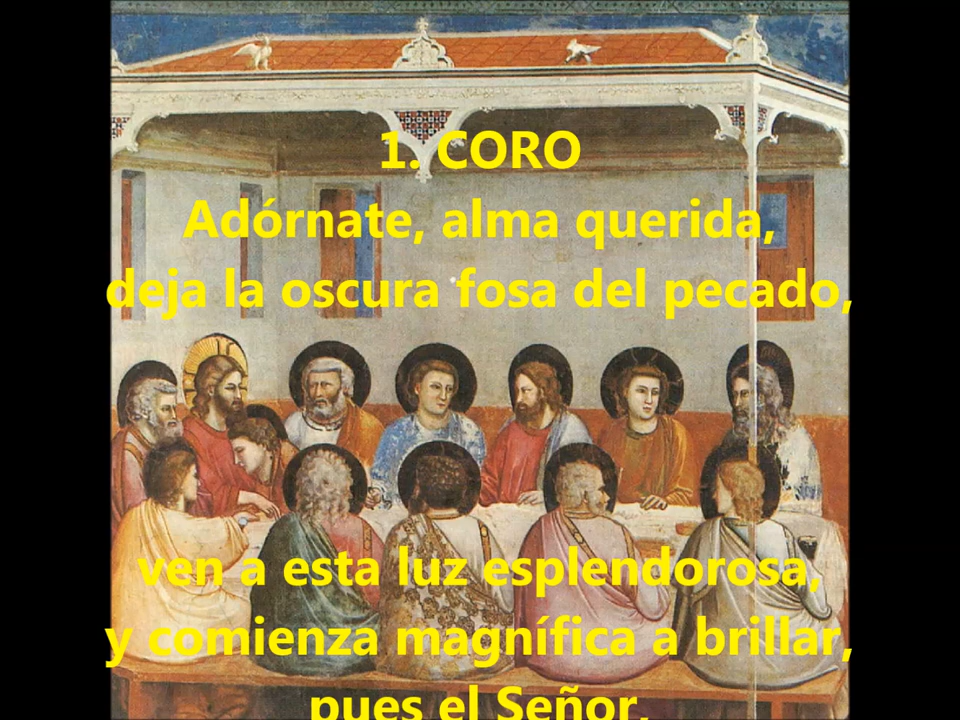 1. CORO
Adórnate, alma querida,
deja la oscura fosa del pecado,
ven a esta luz esplendorosa,
y comienza magnífica a brillar,
pues el Señor,